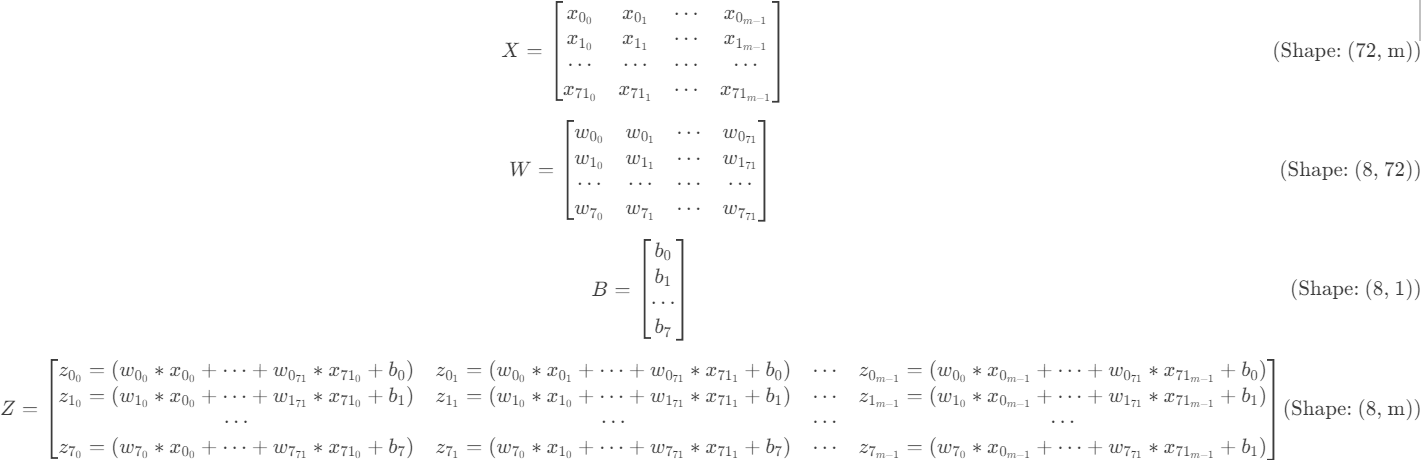 X = [x_{0_0} x_{0_1} ⋯ x_{0_{m−1}}
x_{1_0} x_{1_1} ⋯ x_{1_{m−1}}
⋯ ⋯ ⋯ ⋯
x_{71_0} x_{71_1} ⋯ x_{71_{m−1}}] (Shape: (72, m))
W = [w_{0_0} w_{0_1} ⋯ w_{0_{71}}
w_{1_0} w_{1_1} ⋯ w_{1_{71}}
⋯ ⋯ ⋯ ⋯
w_{7_0} w_{7_1} ⋯ w_{7_{71}}] (Shape: (8, 72))
B = [b_0
b_1
⋯
b_7] (Shape: (8, 1))
Z = [z_{0_0} = (w_{0_0} ∗ x_{0_0} + ⋯ + w_{0_{71}} ∗ x_{71_0} + b_0) z_{0_1} = (w_{0_0} ∗ x_{0_1} + ⋯ + w_{0_{71}} ∗ x_{71_1} + b_0) ⋯ z_{0_{m−1}} = (w_{0_0} ∗ x_{0_{m−1}} + ⋯ + w_{0_{71}} ∗ x_{71_{m−1}} + b_0)
z_{1_0} = (w_{1_0} ∗ x_{0_0} + ⋯ + w_{1_{71}} ∗ x_{71_0} + b_1) z_{1_1} = (w_{1_0} ∗ x_{1_0} + ⋯ + w_{1_{71}} ∗ x_{71_1} + b_1) ⋯ z_{1_{m−1}} = (w_{1_0} ∗ x_{0_{m−1}} + ⋯ + w_{1_{71}} ∗ x_{71_{m−1}} + b_1)
⋯ ⋯ ⋯ ⋯
z_{7_0} = (w_{7_0} ∗ x_{0_0} + ⋯ + w_{7_{71}} ∗ x_{71_0} + b_7) z_{7_1} = (w_{7_0} ∗ x_{1_0} + ⋯ + w_{7_{71}} ∗ x_{71_1} + b_7) ⋯ z_{7_{m−1}} = (w_{7_0} ∗ x_{0_{m−1}} + ⋯ + w_{7_{71}} ∗ x_{71_{m−1}} + b_1)] (Shape: (8, m))